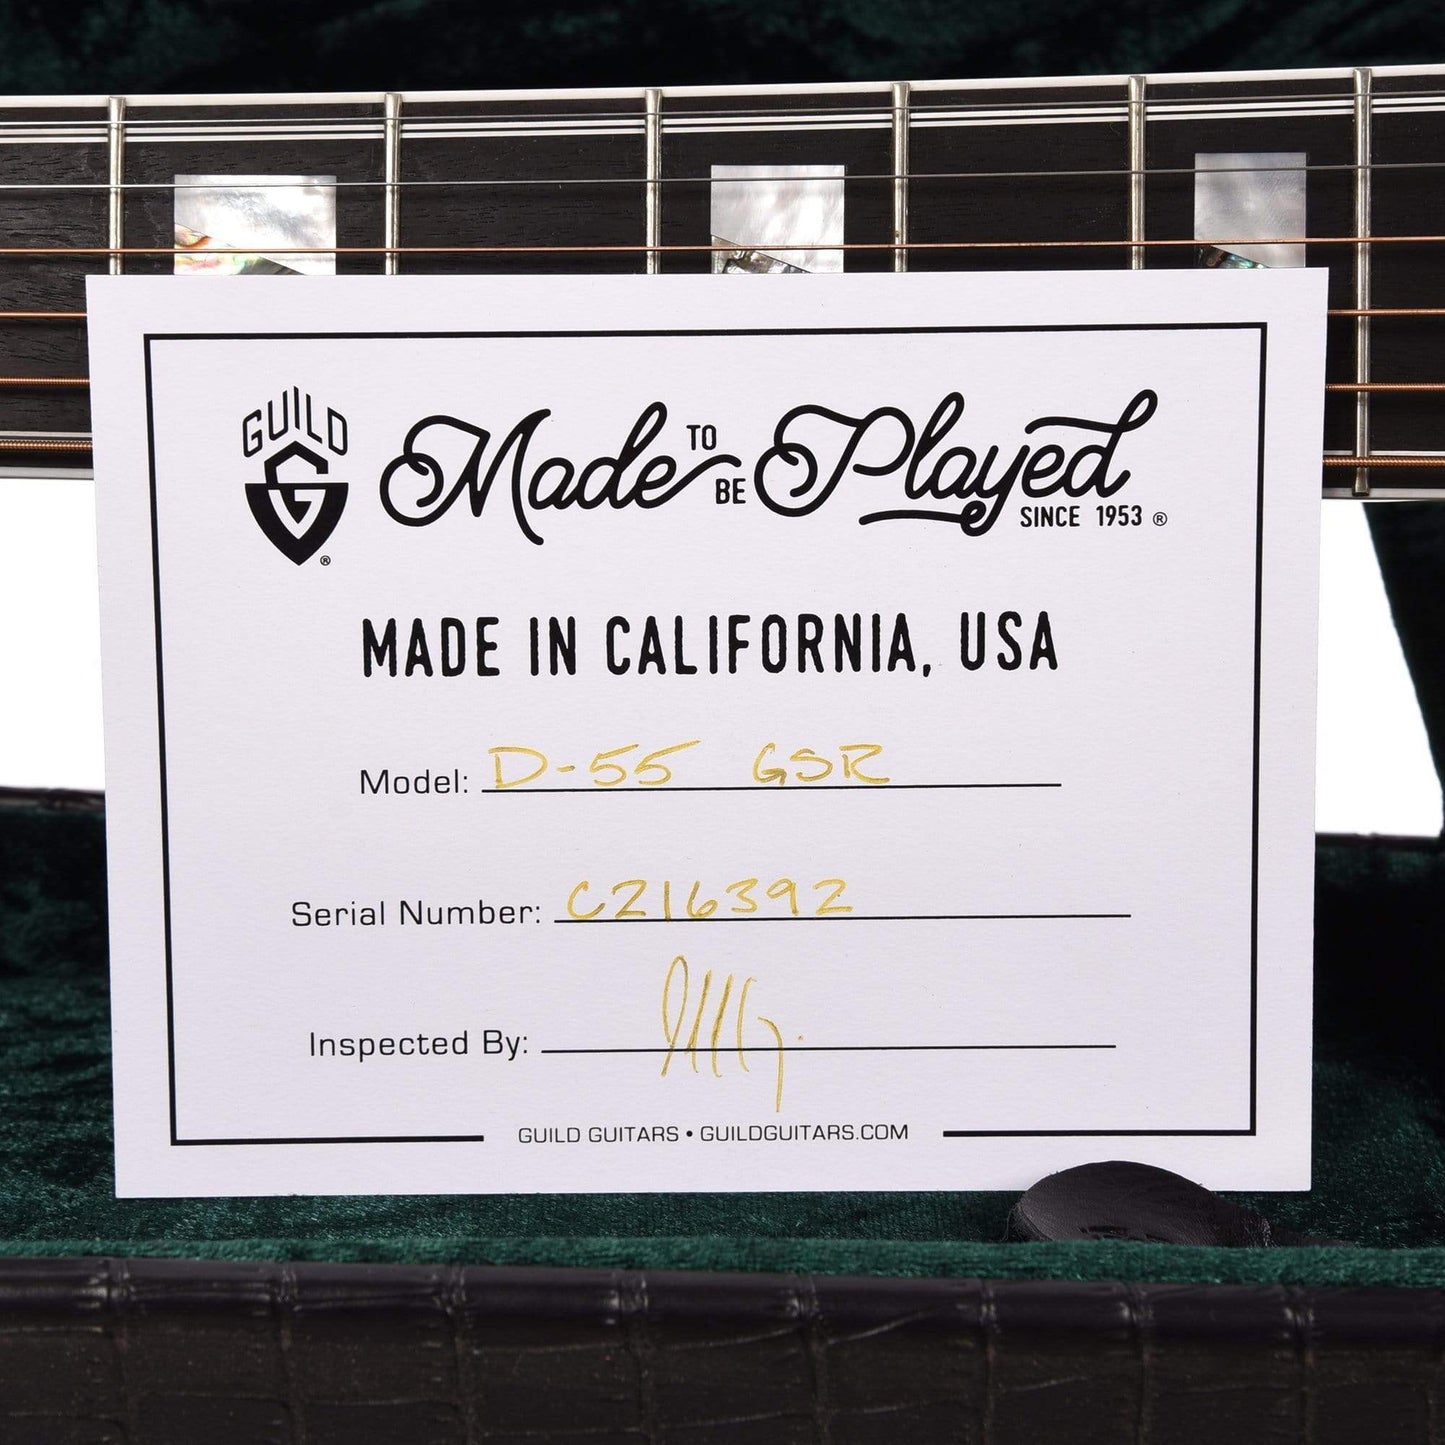 GUILD
G ®
Made TO BE Played
SINCE 1953 ®
MADE IN CALIFORNIA, USA
Model: D-55 GSR
Serial Number: C216392
Inspected By:
GUILD GUITARS • GUILDGUITARS.COM